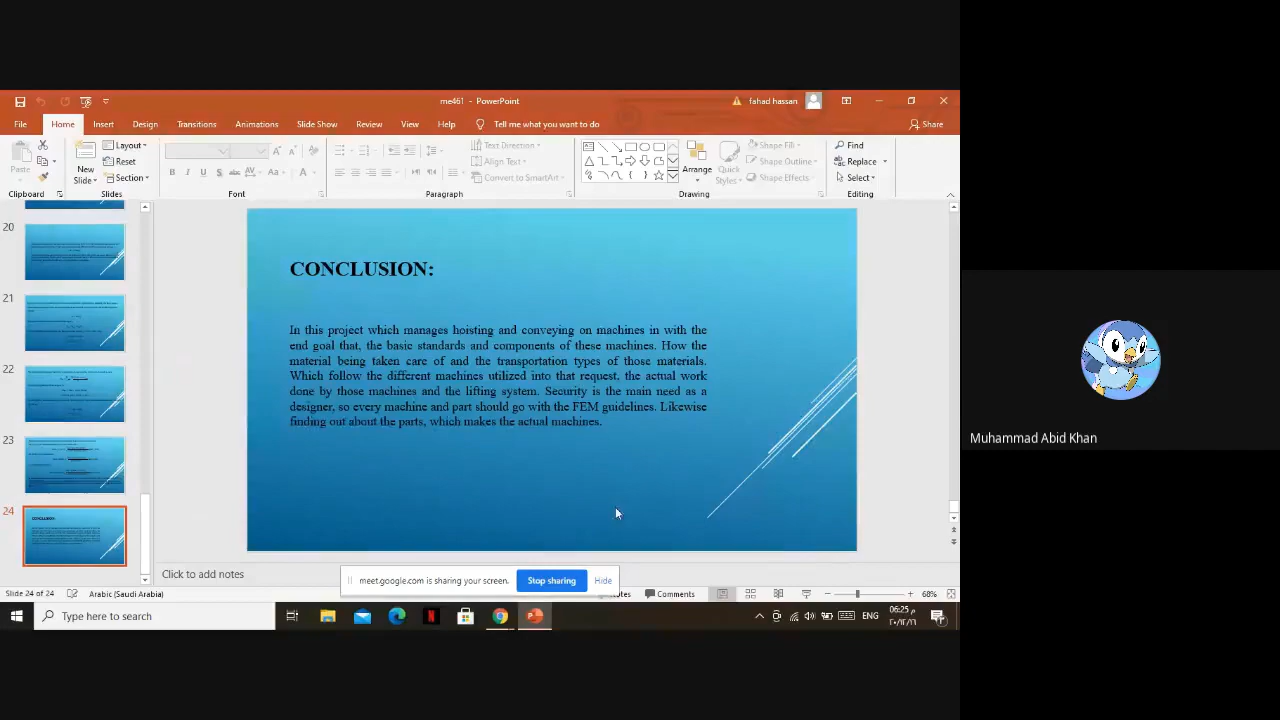 me461 - PowerPoint
fahad hassan
File Home Insert Design Transitions Animations Slide Show Review View Help Tell me what you want to do Share
Paste
New Slide
Layout
Reset
Section
B I U S abc AV Aa A
Text Direction
Align Text
Convert to SmartArt
Arrange
Quick Styles
Shape Fill
Shape Outline
Shape Effects
Find
Replace
Select
Clipboard Slides Font Paragraph Drawing Editing
20
21
22
23
24
CONCLUSION:
In this project which manages hoisting and conveying on machines in with the
end goal that, the basic standards and components of these machines. How the
material being taken care of and the transportation types of those materials.
Which follow the different machines utilized into that request, the actual work
done by those machines and the lifting system. Security is the main need as a
designer, so every machine and part should go with the FEM guidelines. Likewise
finding out about the parts, which makes the actual machines.
Muhammad Abid Khan
Click to add notes
meet.google.com is sharing your screen. Stop sharing Hide
Slide 24 of 24 Arabic (Saudi Arabia) Comments 68%
Type here to search
ENG
06:25 م